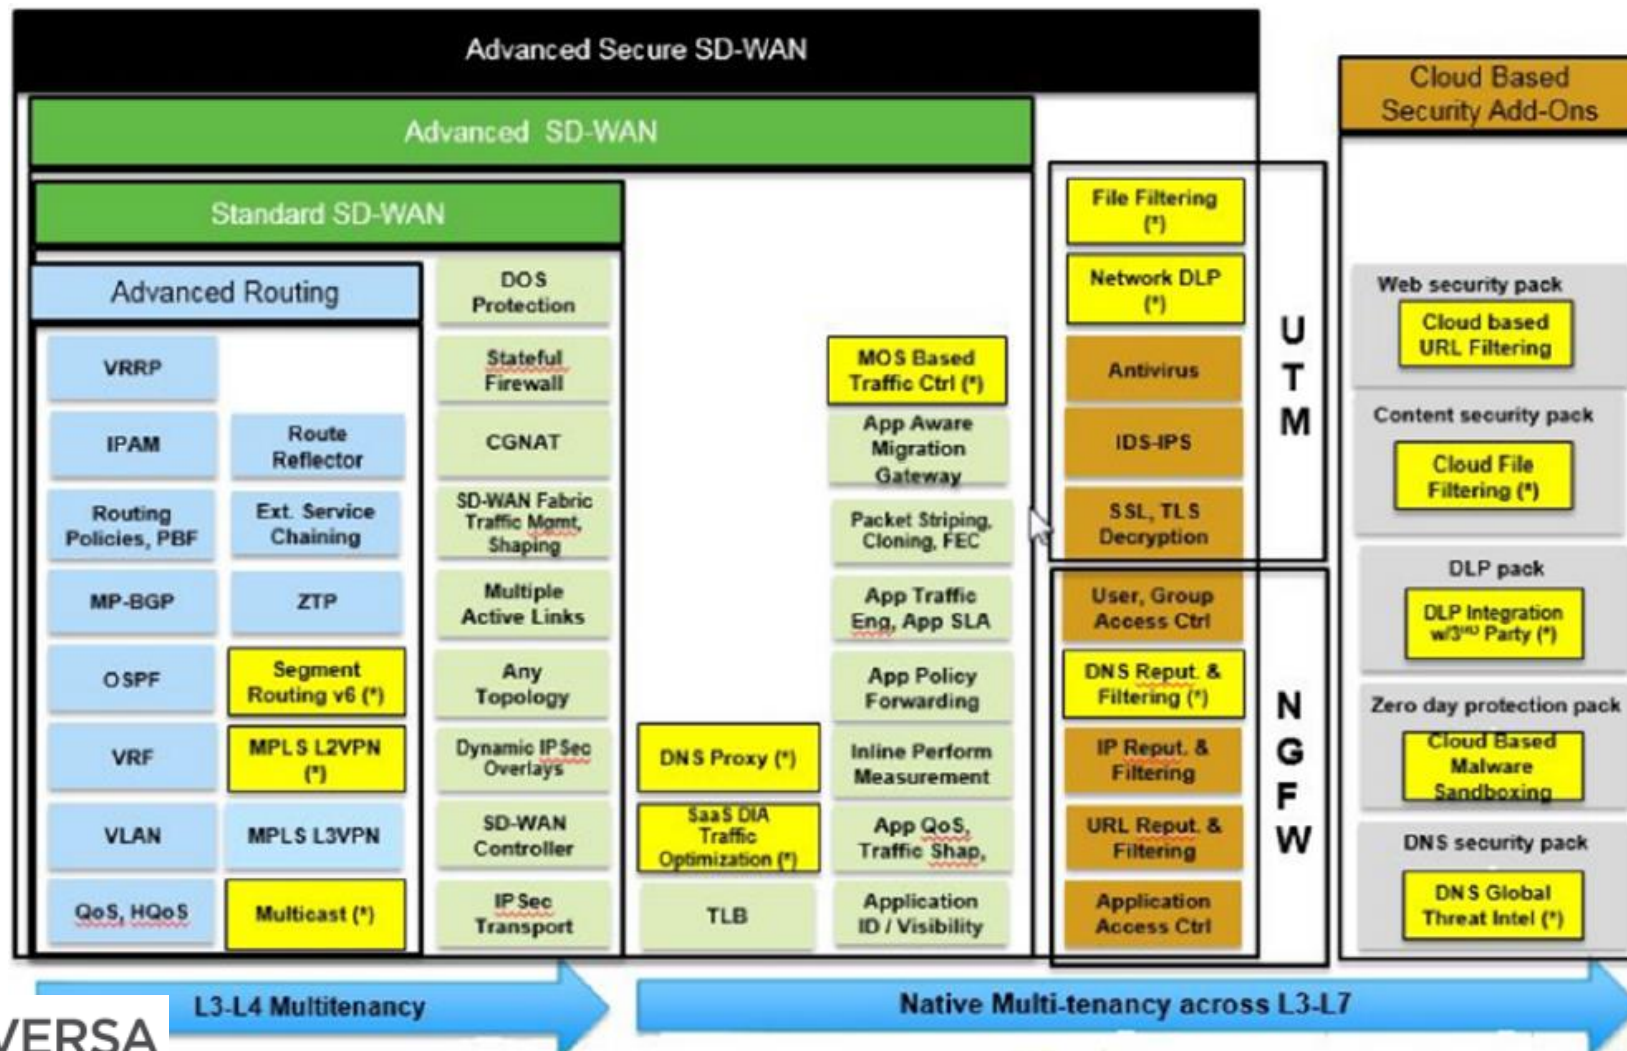 Advanced Secure SD-WAN
Advanced SD-WAN
Standard SD-WAN
Advanced Routing
VRRP
IPAM
Routing
Policies, PBF
MP-BGP
OSPF
VRF
VLAN
QoS, HQoS
Route
Reflector
Ext. Service
Chaining
ZTP
Segment
Routing v6 (*)
MPLS L2VPN
(*)
MPLS L3VPN
Multicast (*)
DOS
Protection
Stateful
Firewall
CGNAT
SD-WAN Fabric
Traffic Mgmt,
Shaping
Multiple
Active Links
Any
Topology
Dynamic IPSec
Overlays
SD-WAN
Controller
IPSec
Transport
DNS Proxy (*)
SaaS DIA
Traffic
Optimization (*)
TLB
MOS Based
Traffic Ctrl (*)
App Aware
Migration
Gateway
Packet Striping,
Cloning, FEC
App Traffic
Eng, App SLA
App Policy
Forwarding
Inline Perform
Measurement
App QoS,
Traffic Shap,
Application
ID / Visibility
File Filtering
(*)
Network DLP
(*)
Antivirus
IDS-IPS
SSL, TLS
Decryption
User, Group
Access Ctrl
DNS Reput. &
Filtering (*)
IP Reput. &
Filtering
URL Reput. &
Filtering
Application
Access Ctrl
U
T
M
N
G
F
W
Cloud Based
Security Add-Ons
Web security pack
Cloud based
URL Filtering
Content security pack
Cloud File
Filtering (*)
DLP pack
DLP Integration
w/3RD Party (*)
Zero day protection pack
Cloud Based
Malware
Sandboxing
DNS security pack
DNS Global
Threat Intel (*)
L3-L4 Multitenancy
Native Multi-tenancy across L3-L7
VERSA